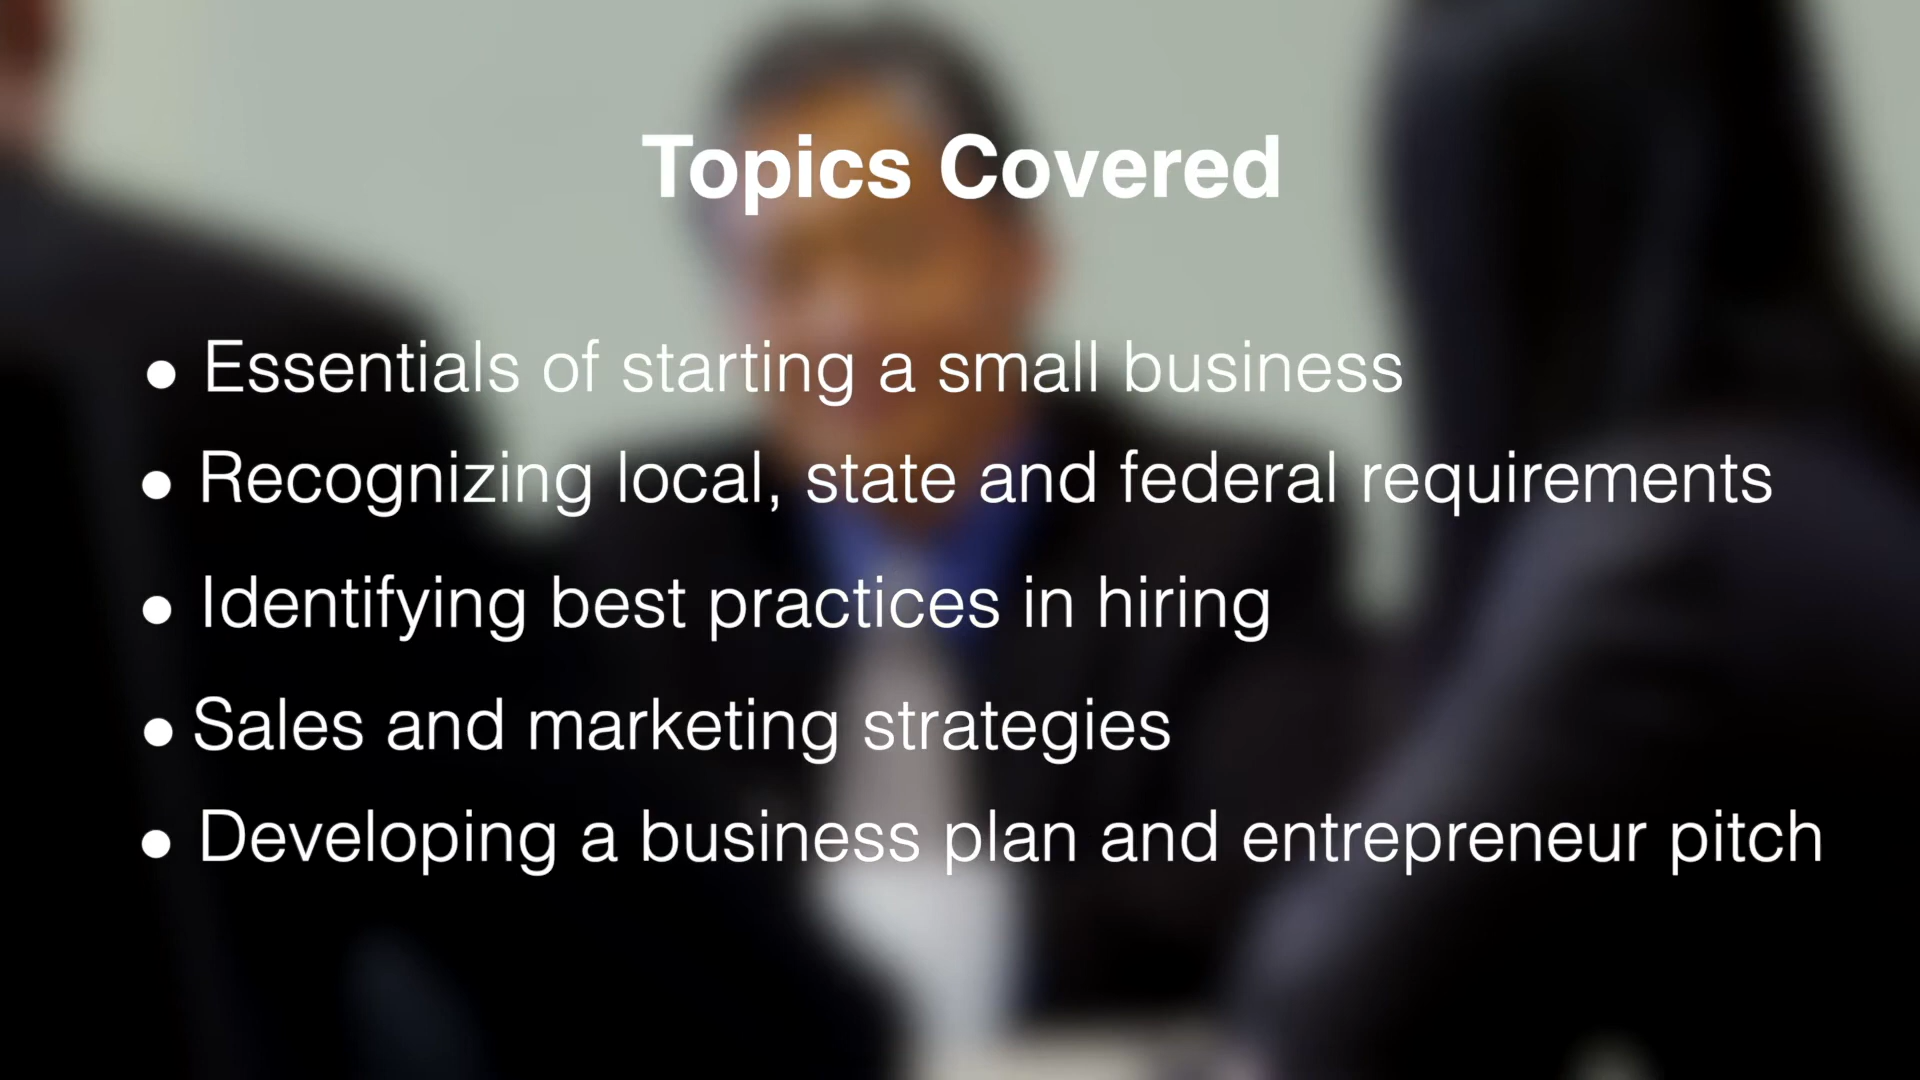 Topics Covered
• Essentials of starting a small business
• Recognizing local, state and federal requirements
• Identifying best practices in hiring
• Sales and marketing strategies
• Developing a business plan and entrepreneur pitch